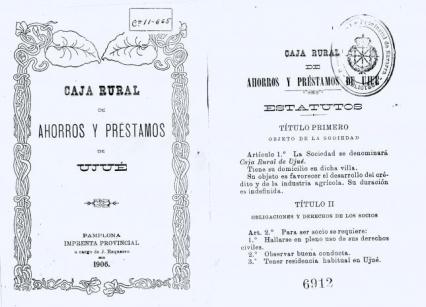 CAJA RURAL
DE
AHORROS Y PRÉSTAMOS
DE
UJUÉ
PAMPLONA
IMPRENTA PROVINCIAL
a cargo de J. Ezquerro
1906.
CAJA RURAL
DE
AHORROS Y PRÉSTAMOS DE UJUÉ
ESTATUTOS
TÍTULO PRIMERO
OBJETO DE LA SOCIEDAD
Artículo 1.º La Sociedad se denominará
Caja Rural de Ujué.
Tiene su domicilio en dicha villa.
Su objeto es favorecer el desarrollo del cré-
dito y de la industria agrícola. Su duración
es indefinida.
TÍTULO II
OBLIGACIONES Y DERECHOS DE LOS SOCIOS
Art. 2.º Para ser socio se requiere:
1.º Hallarse en pleno uso de sus derechos
civiles.
2.º Observar buena conducta.
3.º Tener residencia habitual en Ujué.
6912